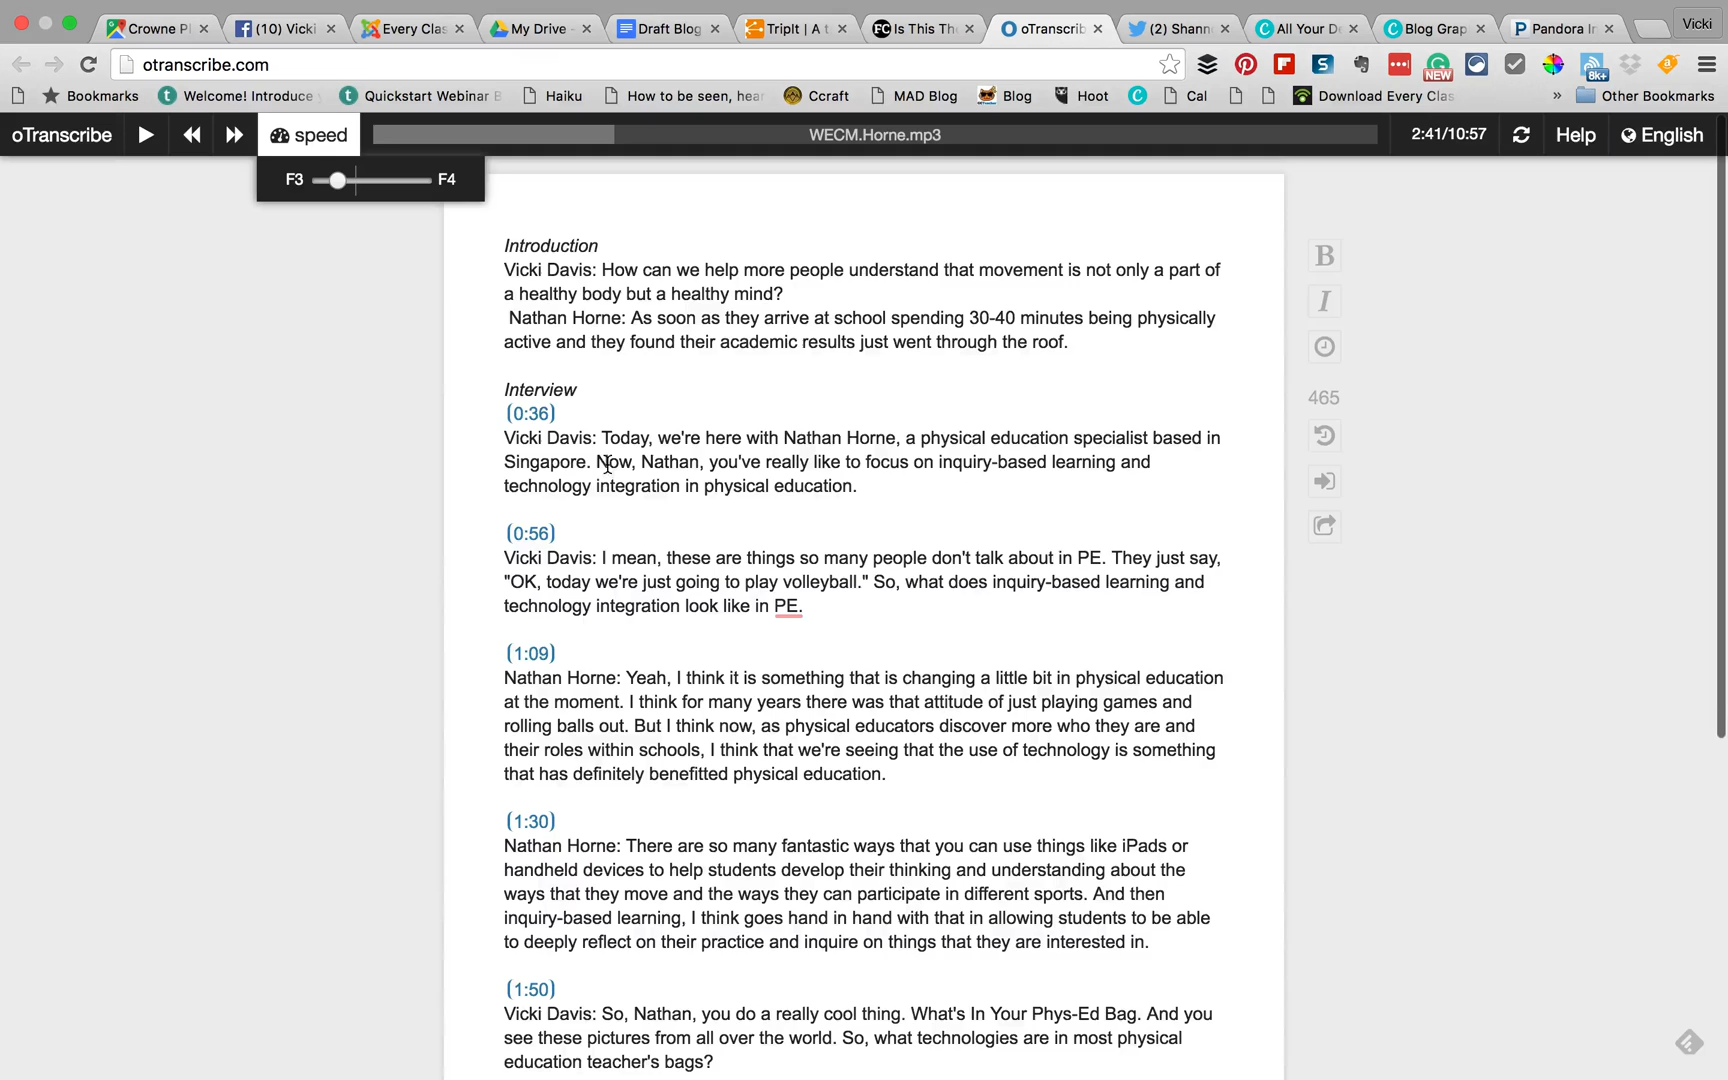 Crowne Pl
(10) Vicki
Every Clas
My Drive -
Draft Blog
TripIt | A t
Is This The
oTranscrib
(2) Shann
All Your De
Blog Grap
Pandora In
Vicki
otranscribe.com
NEW
8k+
Bookmarks
Welcome! Introduce
Quickstart Webinar B
Haiku
How to be seen, hear
Ccraft
MAD Blog
Blog
Hoot
Cal
Download Every Clas
»
Other Bookmarks
oTranscribe
speed
WECM.Horne.mp3
2:41/10:57
Help
English
F3
F4
Introduction
Vicki Davis: How can we help more people understand that movement is not only a part of
a healthy body but a healthy mind?
Nathan Horne: As soon as they arrive at school spending 30-40 minutes being physically
active and they found their academic results just went through the roof.
Interview
(0:36)
Vicki Davis: Today, we're here with Nathan Horne, a physical education specialist based in
Singapore. Now, Nathan, you've really like to focus on inquiry-based learning and
technology integration in physical education.
(0:56)
Vicki Davis: I mean, these are things so many people don't talk about in PE. They just say,
"OK, today we're just going to play volleyball." So, what does inquiry-based learning and
technology integration look like in PE.
(1:09)
Nathan Horne: Yeah, I think it is something that is changing a little bit in physical education
at the moment. I think for many years there was that attitude of just playing games and
rolling balls out. But I think now, as physical educators discover more who they are and
their roles within schools, I think that we're seeing that the use of technology is something
that has definitely benefitted physical education.
(1:30)
Nathan Horne: There are so many fantastic ways that you can use things like iPads or
handheld devices to help students develop their thinking and understanding about the
ways that they move and the ways they can participate in different sports. And then
inquiry-based learning, I think goes hand in hand with that in allowing students to be able
to deeply reflect on their practice and inquire on things that they are interested in.
(1:50)
Vicki Davis: So, Nathan, you do a really cool thing. What's In Your Phys-Ed Bag. And you
see these pictures from all over the world. So, what technologies are in most physical
education teacher's bags?
B
I
465